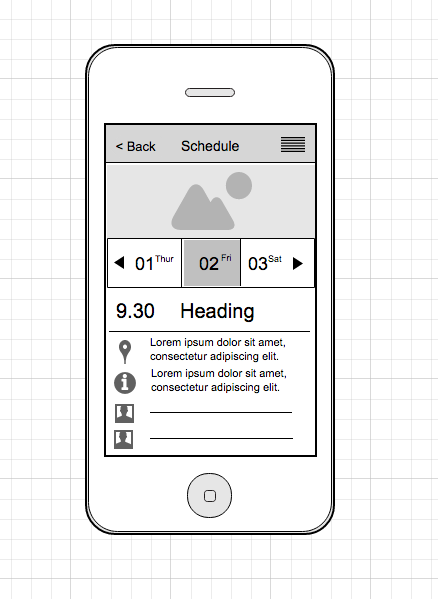 < Back Schedule
01 Thur 02 Fri 03 Sat
9.30 Heading
Lorem ipsum dolor sit amet,
consectetur adipiscing elit.
Lorem ipsum dolor sit amet,
consectetur adipiscing elit.